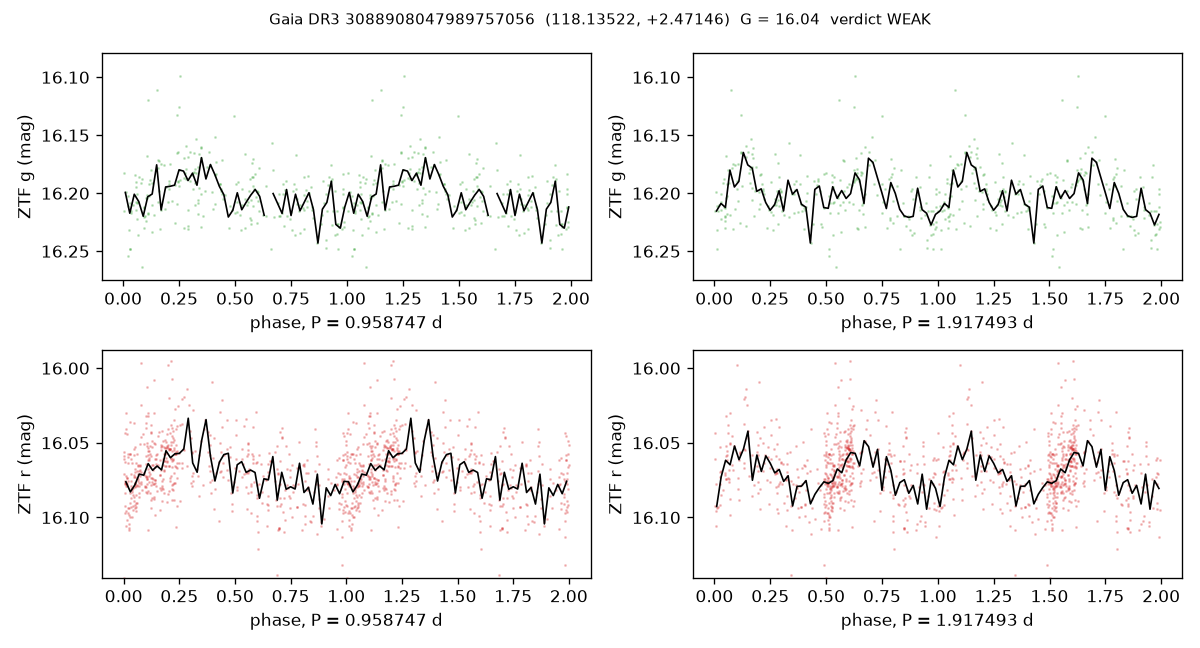 Gaia DR3 3088908047989757056 (118.13522, +2.47146) G = 16.04 verdict WEAK
16.10
16.15
16.20
16.25
ZTF g (mag)
0.00 0.25 0.50 0.75 1.00 1.25 1.50 1.75 2.00
phase, P = 0.958747 d
16.10
16.15
16.20
16.25
ZTF g (mag)
0.00 0.25 0.50 0.75 1.00 1.25 1.50 1.75 2.00
phase, P = 1.917493 d
16.00
16.05
16.10
ZTF r (mag)
0.00 0.25 0.50 0.75 1.00 1.25 1.50 1.75 2.00
phase, P = 0.958747 d
16.00
16.05
16.10
ZTF r (mag)
0.00 0.25 0.50 0.75 1.00 1.25 1.50 1.75 2.00
phase, P = 1.917493 d